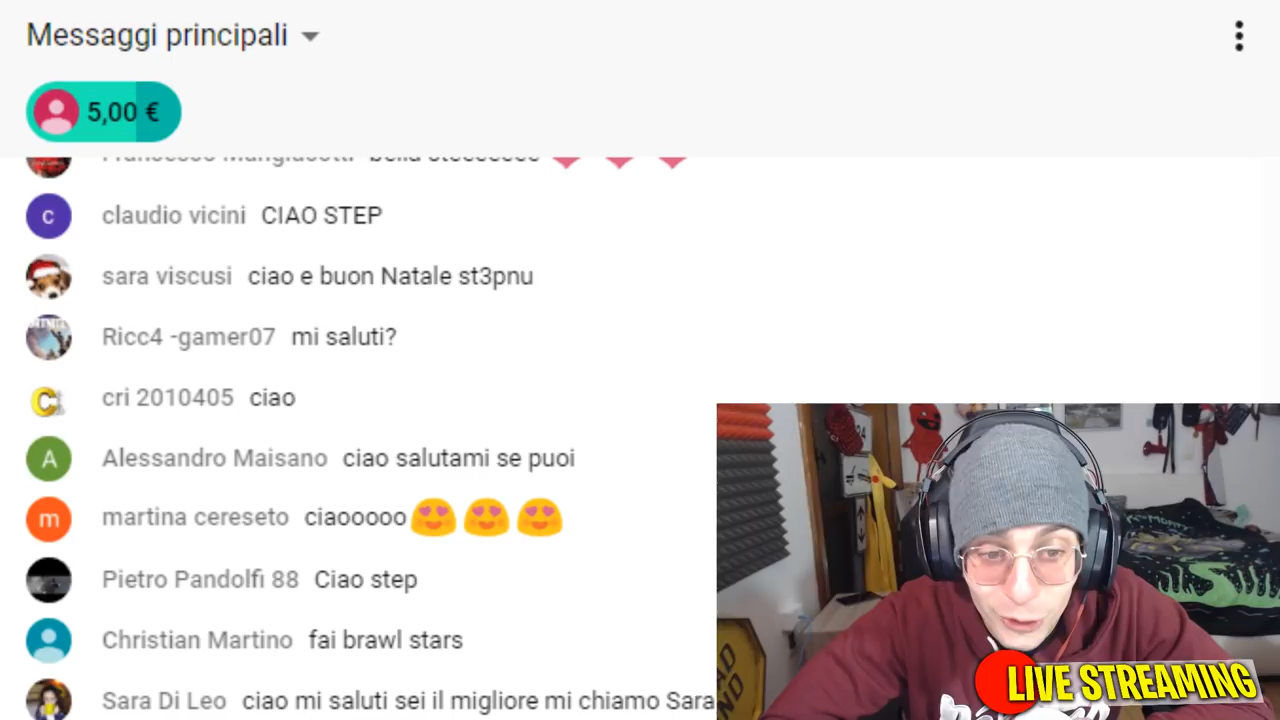 Messaggi principali
5,00 €
claudio vicini CIAO STEP
sara viscusi ciao e buon Natale st3pnu
Ricc4 -gamer07 mi saluti?
cri 2010405 ciao
Alessandro Maisano ciao salutami se puoi
martina cereseto ciaooooo😍😍😍
Pietro Pandolfi 88 Ciao step
Christian Martino fai brawl stars
Sara Di Leo ciao mi saluti sei il migliore mi chiamo Sara
LIVE STREAMING